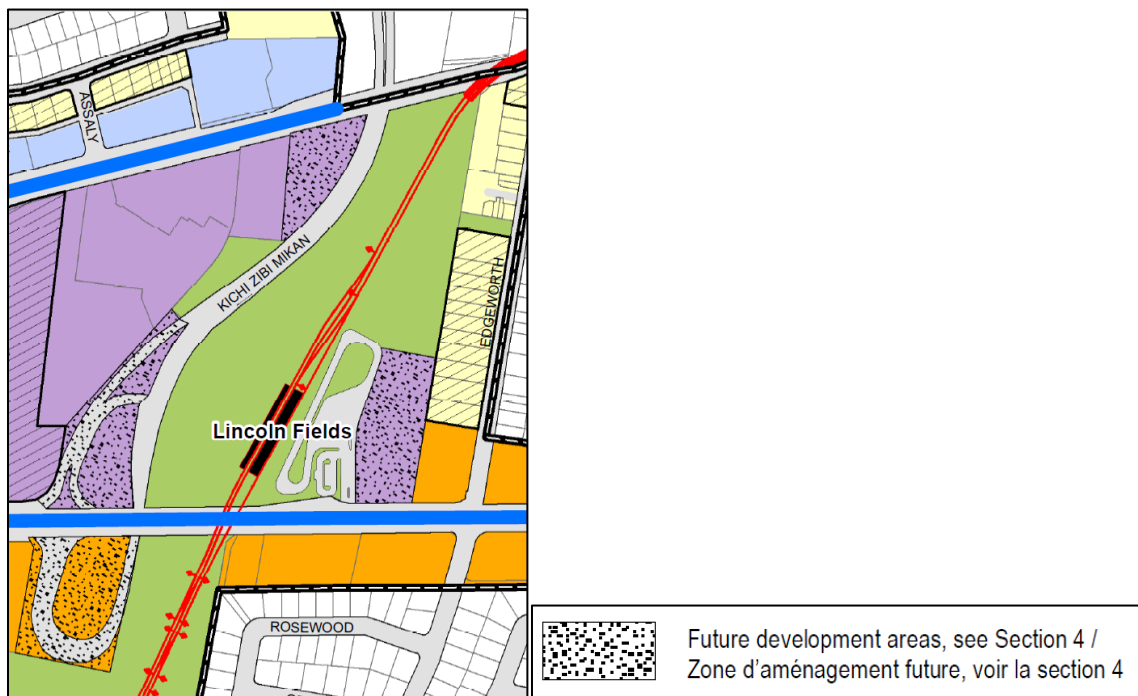 ASSALY
KICHI ZIBI MIKAN
EDGEWORTH
Lincoln Fields
ROSEWOOD
Future development areas, see Section 4 /
Zone d'aménagement future, voir la section 4